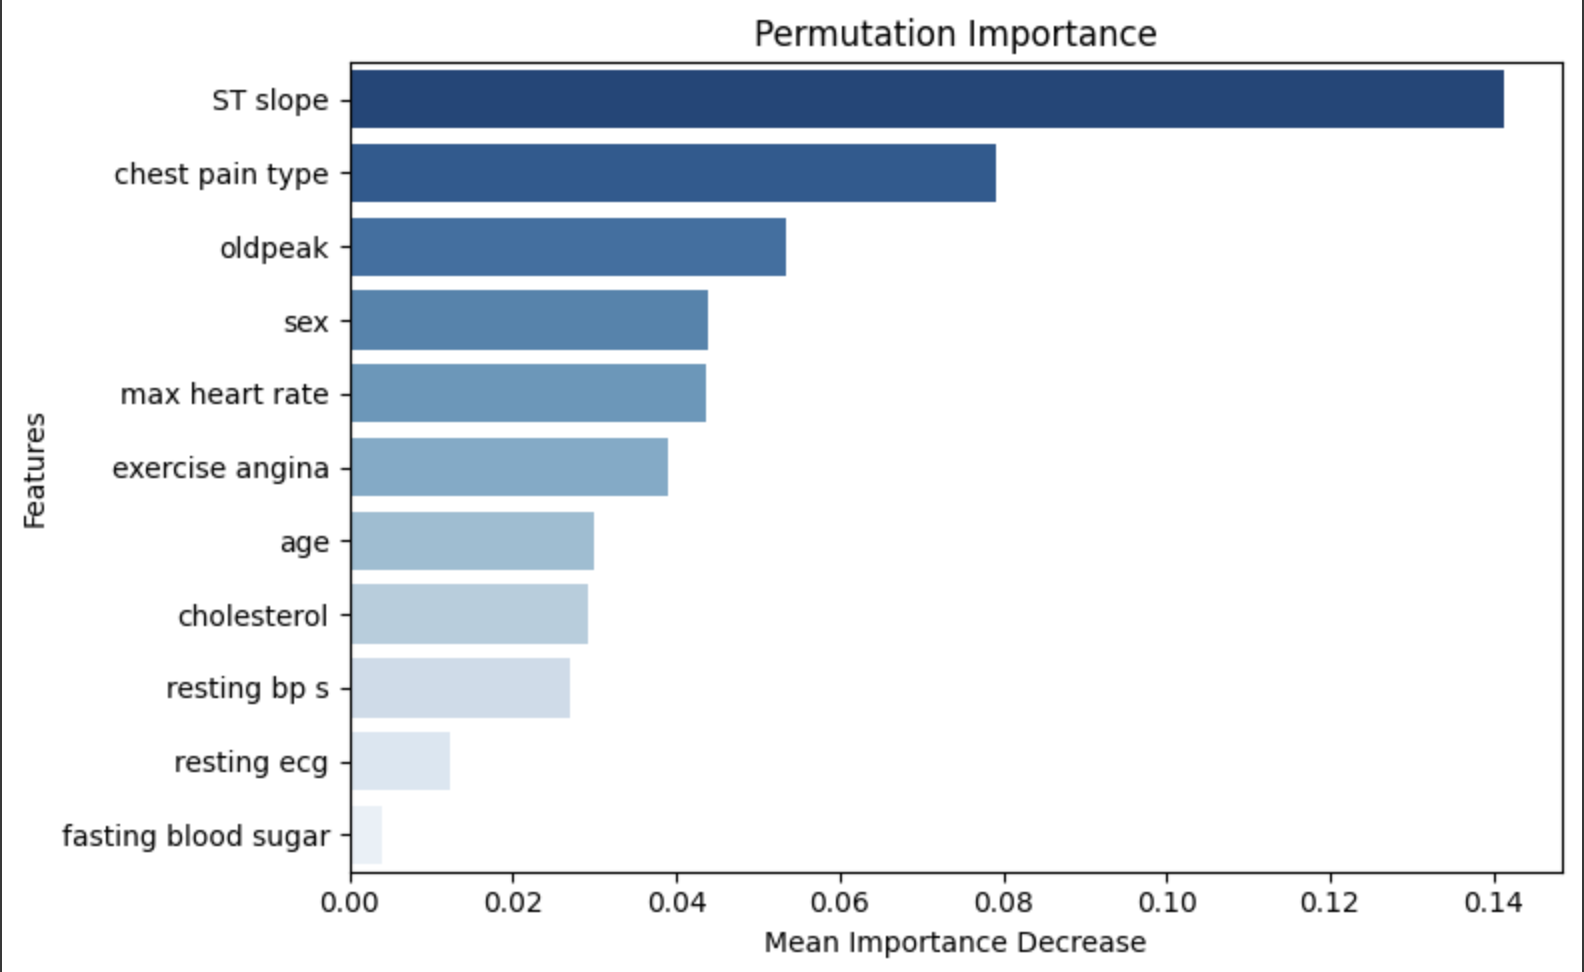 Permutation Importance
Features
ST slope
chest pain type
oldpeak
sex
max heart rate
exercise angina
age
cholesterol
resting bp s
resting ecg
fasting blood sugar
0.00 0.02 0.04 0.06 0.08 0.10 0.12 0.14
Mean Importance Decrease